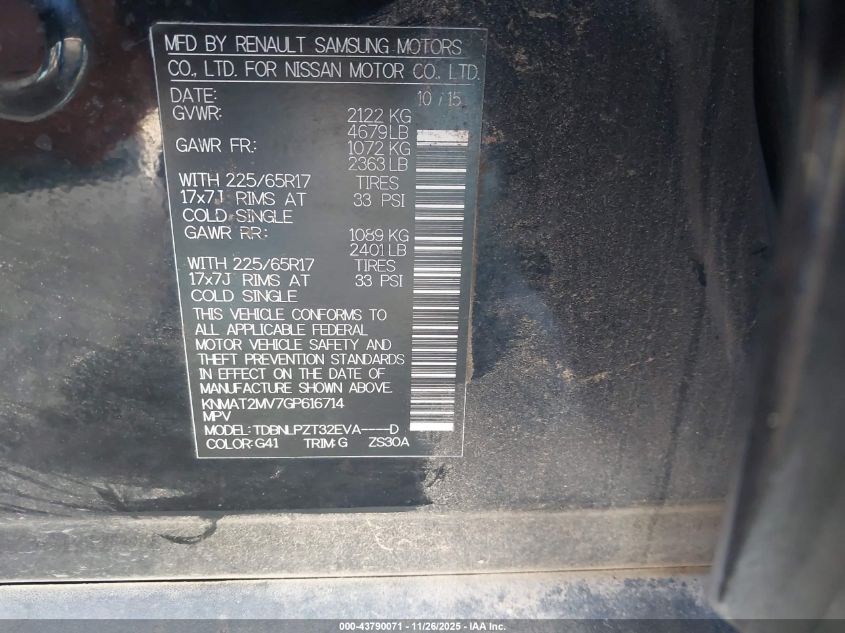 MFD BY RENAULT SAMSUNG MOTORS
CO., LTD. FOR NISSAN MOTOR CO., LTD.
DATE: 10 / 15
GVWR: 2122 KG
4679 LB
GAWR FR: 1072 KG
2363 LB
WITH 225/65R17 TIRES
17x7J RIMS AT 33 PSI
COLD SINGLE
GAWR RR: 1089 KG
2401 LB
WITH 225/65R17 TIRES
17x7J RIMS AT 33 PSI
COLD SINGLE
THIS VEHICLE CONFORMS TO
ALL APPLICABLE FEDERAL
MOTOR VEHICLE SAFETY AND
THEFT PREVENTION STANDARDS
IN EFFECT ON THE DATE OF
MANUFACTURE SHOWN ABOVE.
KNMAT2MV7GP616714
MPV
MODEL: TDBNLPZT32EVA----D
COLOR: G41 TRIM: G ZS30A
000-43790071 - 11/26/2025 - IAA Inc.